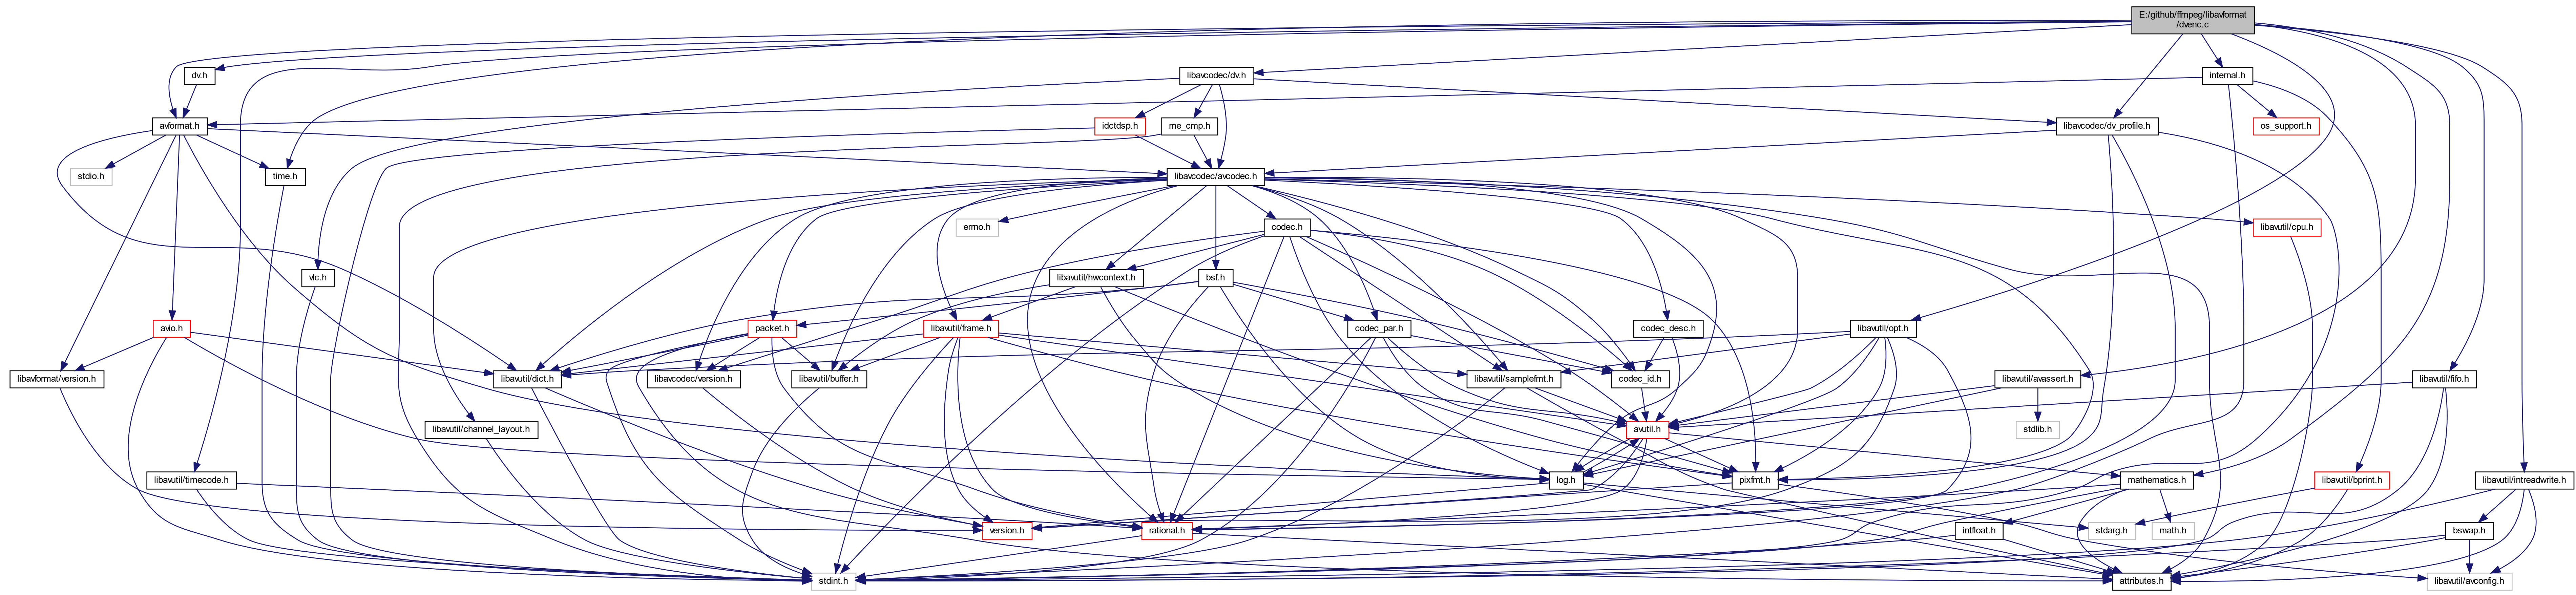 E:/github/ffmpeg/libavformat
/dvenc.c
dv.h
libavcodec/dv.h
internal.h
avformat.h
idctdsp.h
me_cmp.h
libavcodec/dv_profile.h
os_support.h
stdio.h
time.h
libavcodec/avcodec.h
errno.h
codec.h
libavutil/cpu.h
vlc.h
libavutil/hwcontext.h
bsf.h
avio.h
packet.h
libavutil/frame.h
codec_par.h
codec_desc.h
libavutil/opt.h
libavformat/version.h
libavutil/dict.h
libavcodec/version.h
libavutil/buffer.h
libavutil/samplefmt.h
codec_id.h
libavutil/avassert.h
libavutil/fifo.h
libavutil/channel_layout.h
avutil.h
stdlib.h
libavutil/timecode.h
log.h
pixfmt.h
mathematics.h
libavutil/bprint.h
libavutil/intreadwrite.h
version.h
rational.h
intfloat.h
stdarg.h
math.h
bswap.h
stdint.h
attributes.h
libavutil/avconfig.h